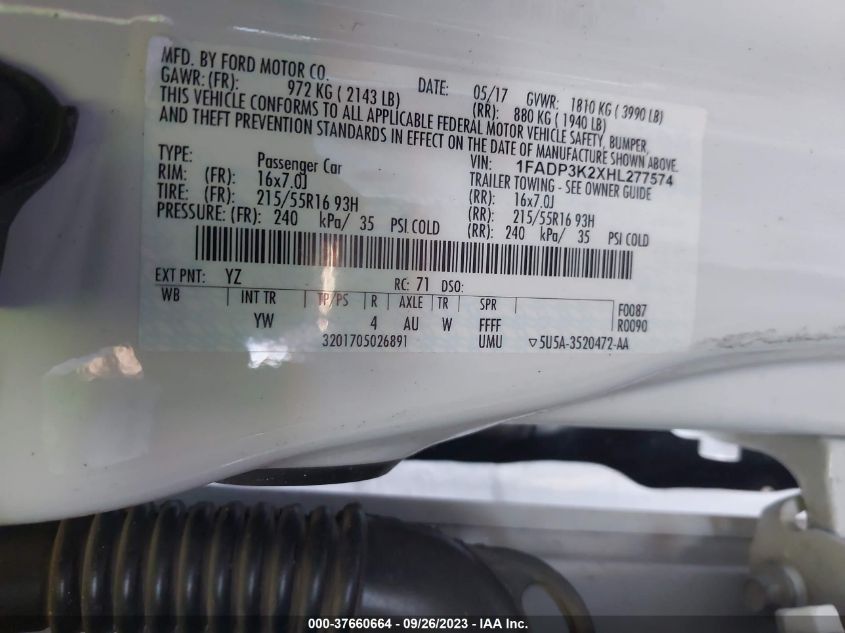 MFD. BY FORD MOTOR CO.
DATE: 05/17 GVWR: 1810 KG ( 3990 LB)
GAWR: (FR): 972 KG ( 2143 LB) (RR): 880 KG ( 1940 LB)
THIS VEHICLE CONFORMS TO ALL APPLICABLE FEDERAL MOTOR VEHICLE SAFETY, BUMPER,
AND THEFT PREVENTION STANDARDS IN EFFECT ON THE DATE OF MANUFACTURE SHOWN ABOVE.
VIN: 1FADP3K2XHL277574
TYPE: Passenger Car TRAILER TOWING - SEE OWNER GUIDE
RIM: (FR): 16x7.0J (RR): 16x7.0J
TIRE: (FR): 215/55R16 93H (RR): 215/55R16 93H
PRESSURE: (FR): 240 kPa/ 35 PSI COLD (RR): 240 kPa/ 35 PSI COLD
EXT PNT: YZ RC: 71 DSO:
WB INT TR TP/PS R AXLE TR SPR F0087
YW 4 AU W FFFF R0090
3201705026891 UMU ▽5U5A-3520472-AA
000-37660664 - 09/26/2023 - IAA Inc.